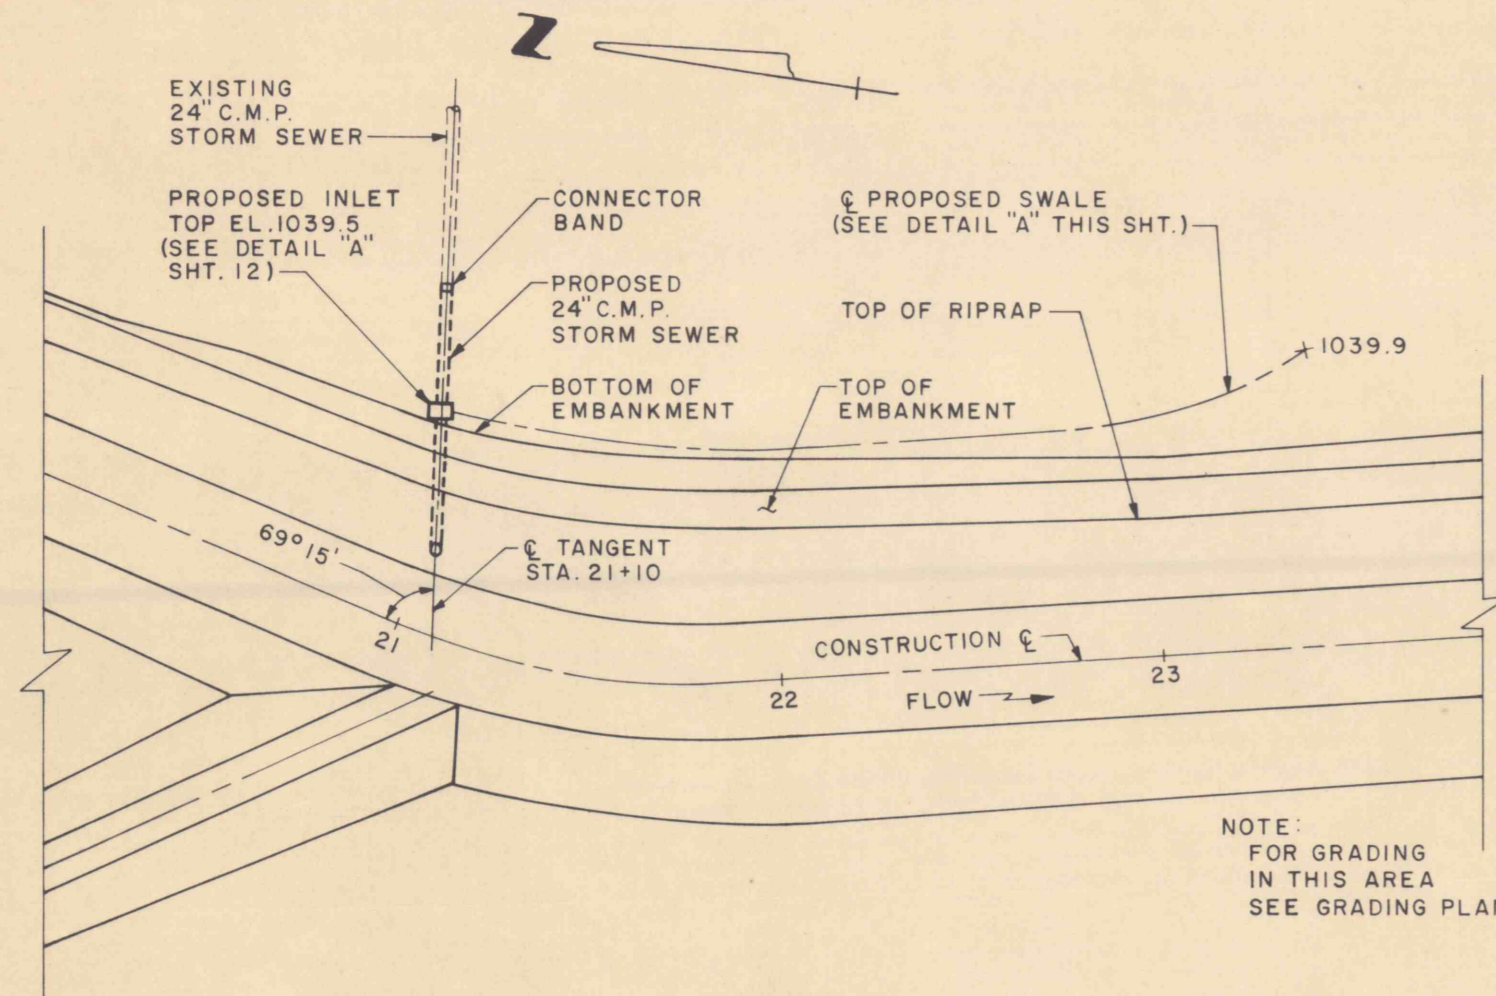 N
EXISTING
24" C.M.P.
STORM SEWER
PROPOSED INLET
TOP EL. 1039.5
(SEE DETAIL "A"
SHT. 12)
CONNECTOR
BAND
PROPOSED
24" C.M.P.
STORM SEWER
BOTTOM OF
EMBANKMENT
℄ PROPOSED SWALE
(SEE DETAIL "A" THIS SHT.)
TOP OF RIPRAP
1039.9
TOP OF
EMBANKMENT
69°15'
℄ TANGENT
STA. 21+10
21
CONSTRUCTION ℄
22
23
FLOW
NOTE:
FOR GRADING
IN THIS AREA
SEE GRADING PLAN